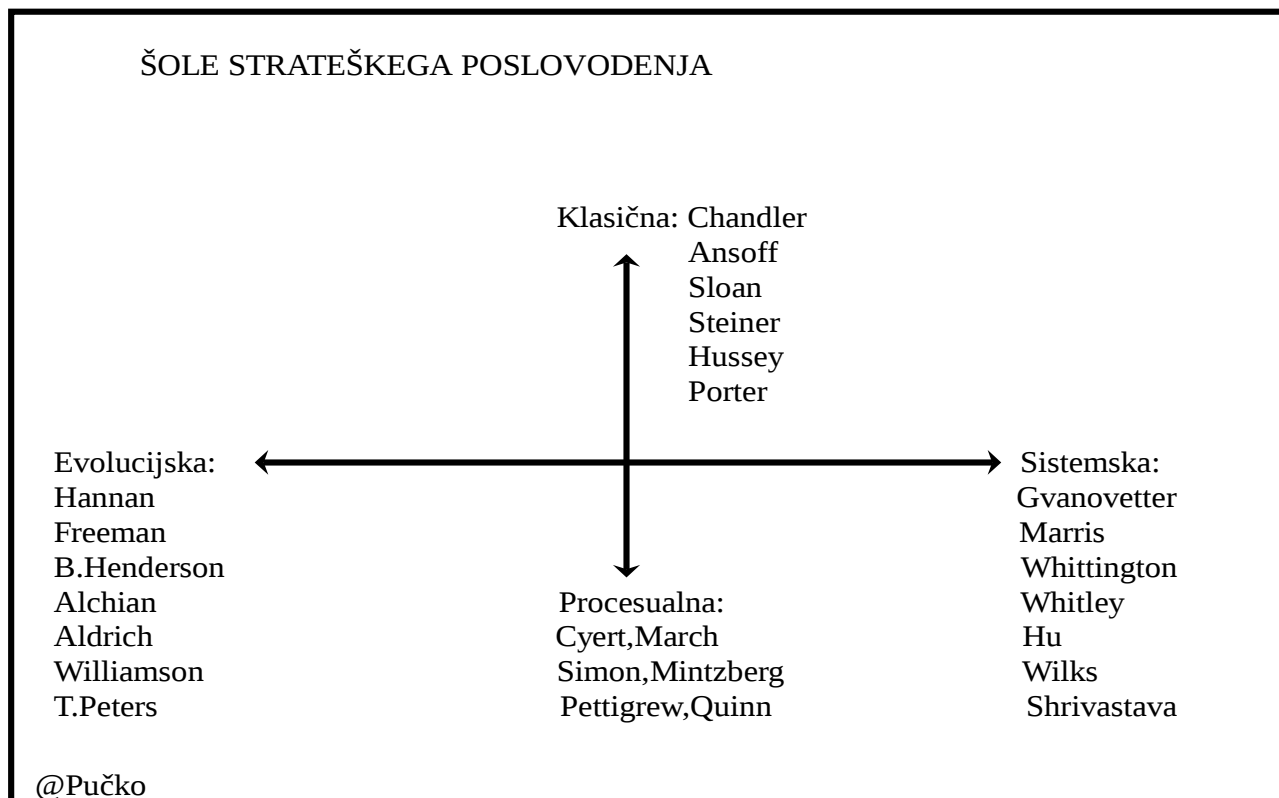 ŠOLE STRATEŠKEGA POSLOVODENJA
Klasična: Chandler
Ansoff
Sloan
Steiner
Hussey
Porter
Evolucijska:
Hannan
Freeman
B.Henderson
Alchian
Aldrich
Williamson
T.Peters
Procesualna:
Cyert,March
Simon,Mintzberg
Pettigrew,Quinn
Sistemska:
Gvanovetter
Marris
Whittington
Whitley
Hu
Wilks
Shrivastava
@Pučko